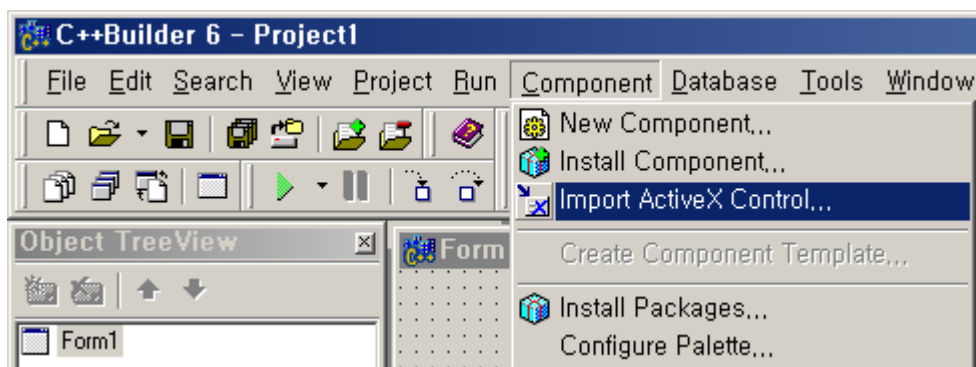 C++Builder 6 - Project1
File Edit Search View Project Run Component Database Tools Window
New Component...
Install Component...
Import ActiveX Control...
Object TreeView
Form
Create Component Template...
Install Packages...
Form1
Configure Palette...